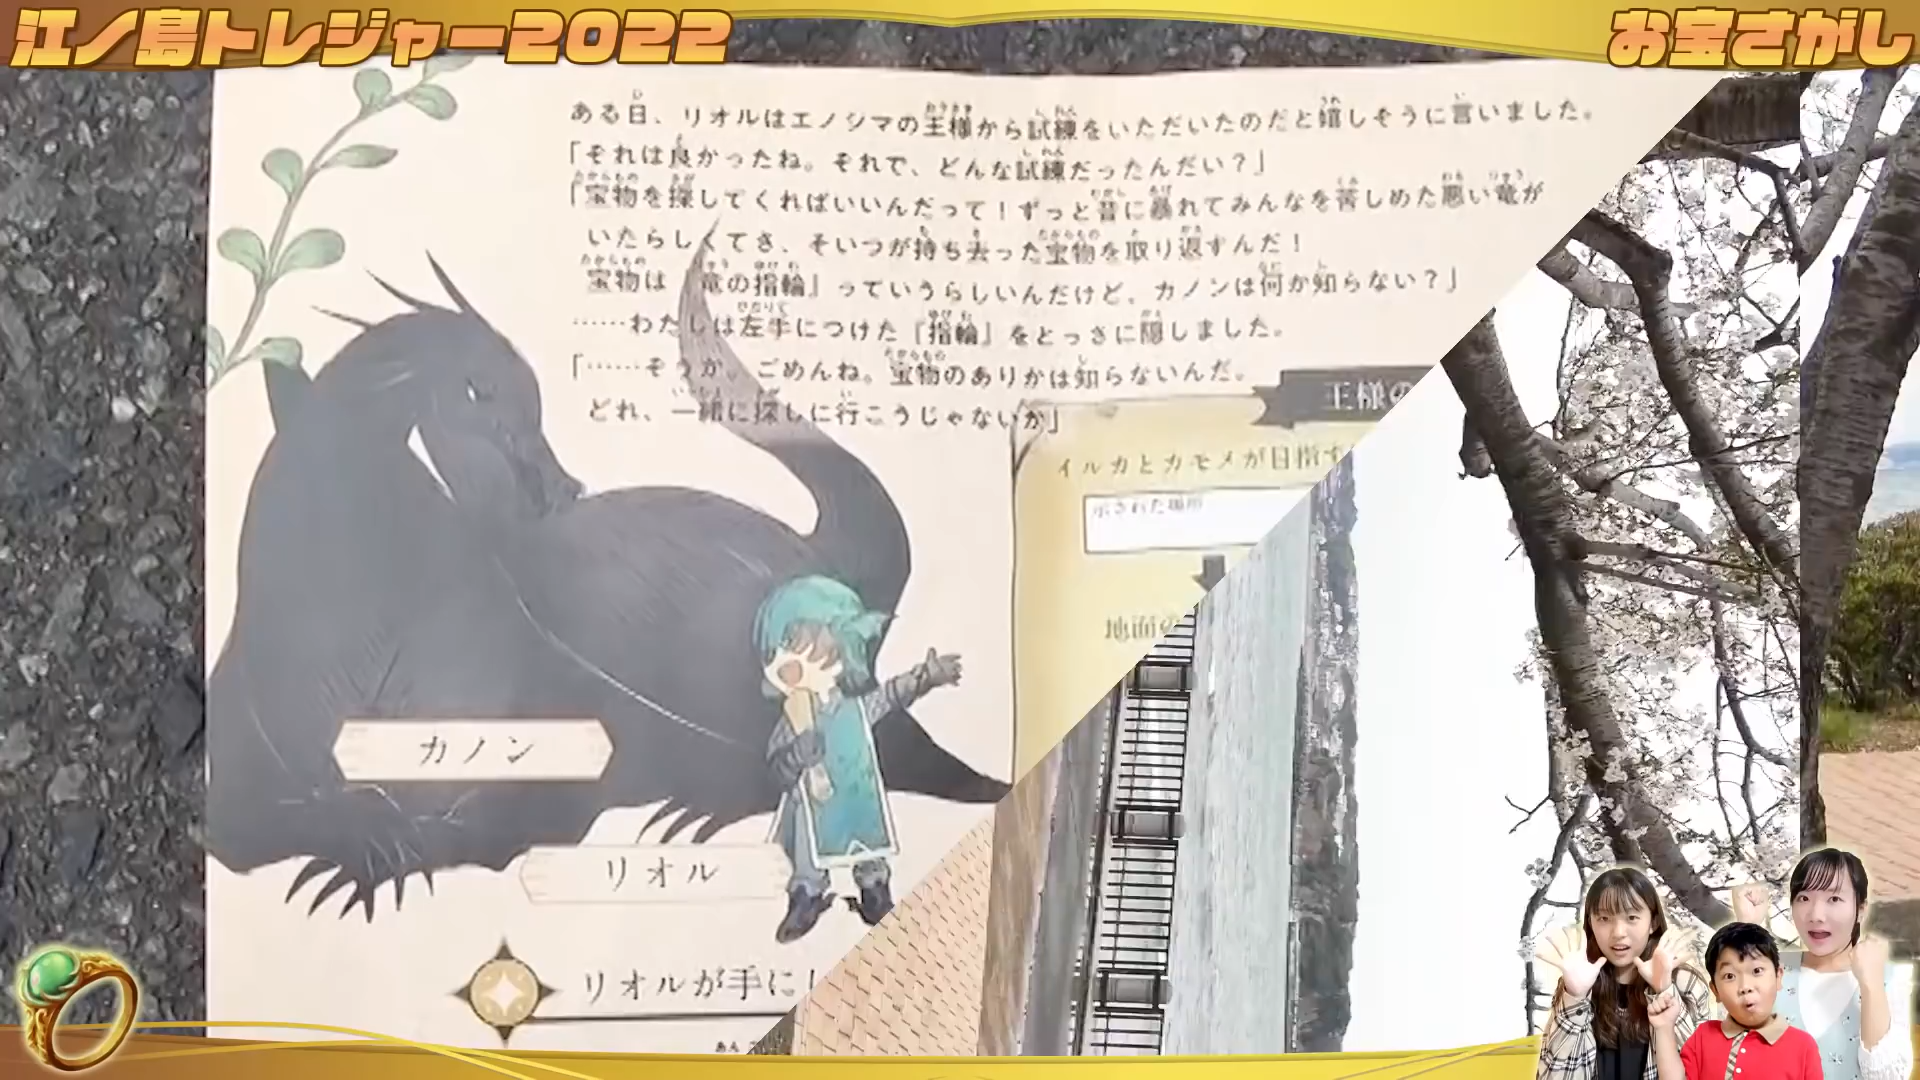 江ノ島トレジャー2022
お宝さがし
ある日、リオルはエノシマの王様から試練をいただいたのだと嬉しそうに言いました。
「それは良かったね。それで、どんな試練だったんだい？」
「宝物を探してくればいいんだって！ずっと昔に暴れてみんなを苦しめた悪い竜が
いたらしくてさ、そいつが持ち去った宝物を取り返すんだ！
宝物は『竜の指輪』っていうらしいんだけど、カノンは何か知らない？」
……わたしは左手につけた『指輪』をとっさに隠しました。
「……そうか。ごめんね。宝物のありかは知らないんだ。
どれ、一緒に探しに行こうじゃないか」
王様の
イルカとカモメが目指す
示された場所
地面の
カノン
リオル
リオルが手に